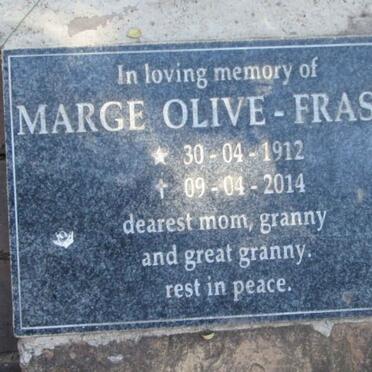 In loving memory of
MARGE OLIVE - FRAS
★ 30 - 04 - 1912
† 09 - 04 - 2014
dearest mom, granny
and great granny.
rest in peace.